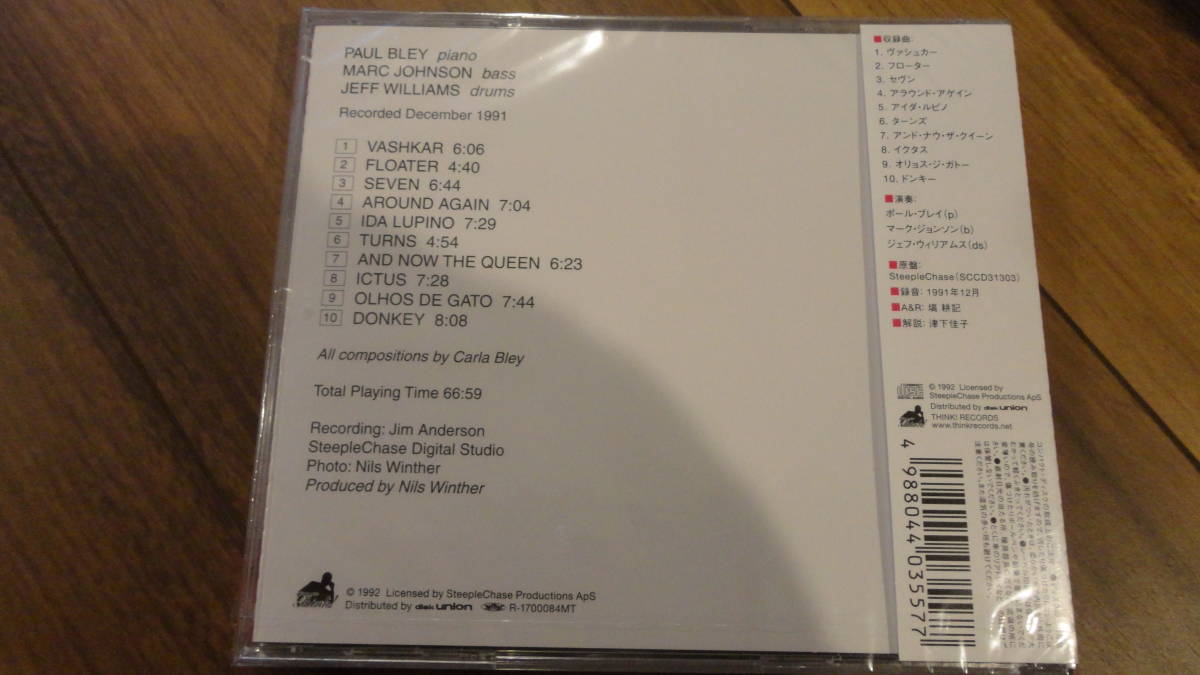 PAUL BLEY piano
MARC JOHNSON bass
JEFF WILLIAMS drums
Recorded December 1991
1 VASHKAR 6:06
2 FLOATER 4:40
3 SEVEN 6:44
4 AROUND AGAIN 7:04
5 IDA LUPINO 7:29
6 TURNS 4:54
7 AND NOW THE QUEEN 6:23
8 ICTUS 7:28
9 OLHOS DE GATO 7:44
10 DONKEY 8:08
All compositions by Carla Bley
Total Playing Time 66:59
Recording: Jim Anderson
SteepleChase Digital Studio
Photo: Nils Winther
Produced by Nils Winther
© 1992 Licensed by SteepleChase Productions ApS
Distributed by disk union R-1700084MT
■収録曲:
1. ヴァシュカー
2. フローター
3. セヴン
4. アラウンド・アゲイン
5. アイダ・ルピノ
6. ターンズ
7. アンド・ナウ・ザ・クイーン
8. イクタス
9. オリョス・ジ・ガトー
10. ドンキー
■演奏:
ポール・ブレイ(p)
マーク・ジョンソン(b)
ジェフ・ウィリアムス(ds)
■原盤:
SteepleChase(SCCD31303)
■録音: 1991年12月
■A&R: 塙 耕記
■解説: 津下佳子
© 1992 Licensed by
SteepleChase Productions ApS
Distributed by disk union
THINK! RECORDS
www.thinkrecords.net
4 988044 035577